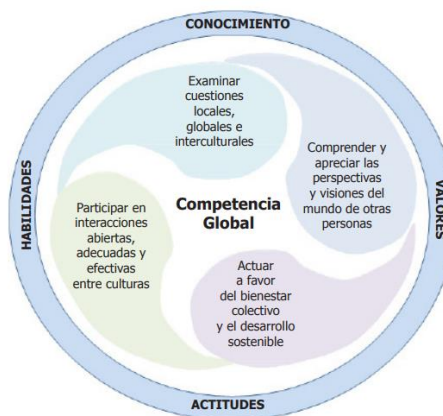 CONOCIMIENTO
Examinar
cuestiones
locales,
globales e
interculturales
Comprender y
apreciar las
perspectivas
y visiones del
mundo de otras
personas
VALORES
HABILIDADES
Competencia
Global
Participar en
interacciones
abiertas,
adecuadas y
efectivas
entre culturas
Actuar
a favor
del bienestar
colectivo
y el desarrollo
sostenible
ACTITUDES